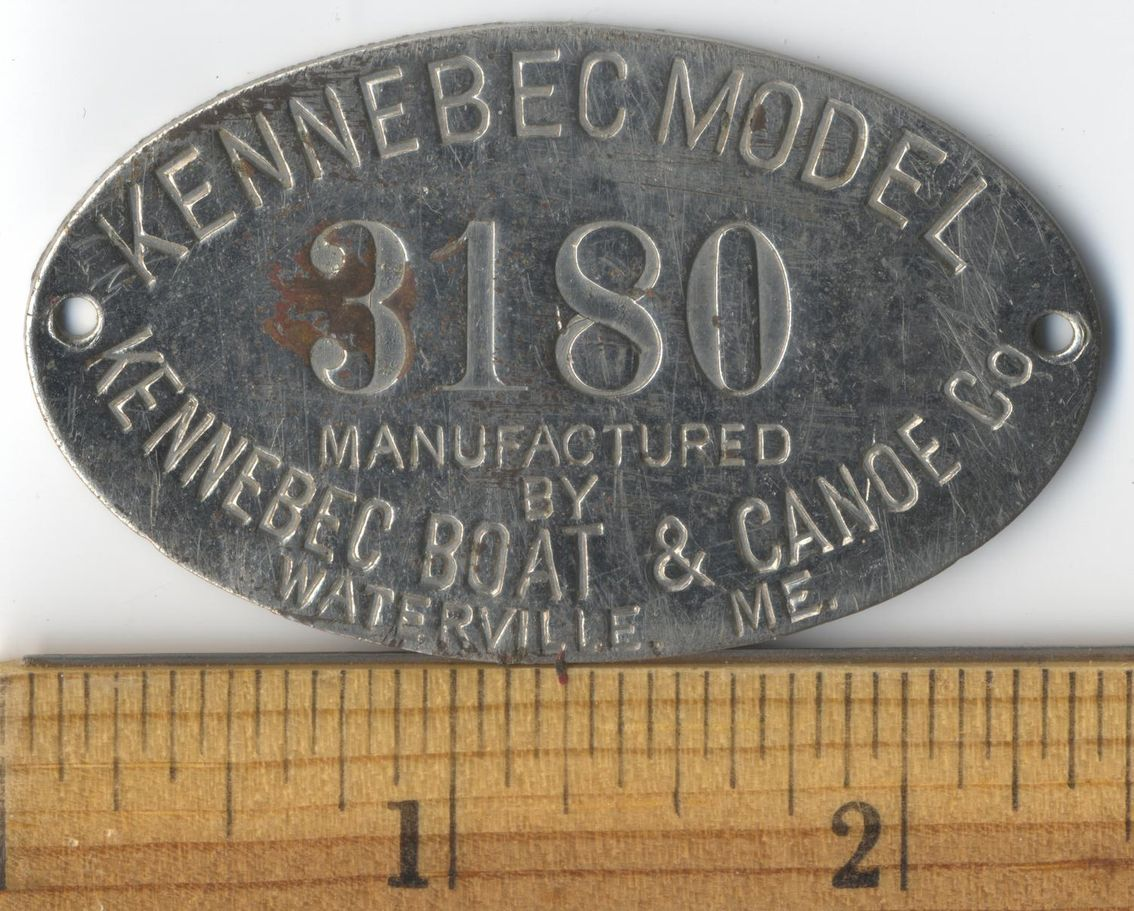 KENNEBEC MODEL
3180
MANUFACTURED
BY
KENNEBEC BOAT & CANOE Co
WATERVILLE ME.
1 2